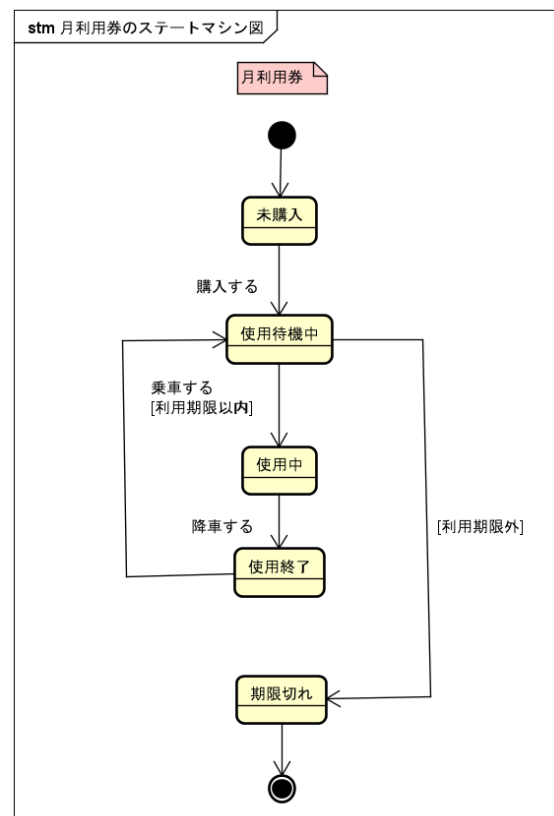 stm 月利用券のステートマシン図
月利用券
未購入
購入する
使用待機中
乗車する
[利用期限以内]
使用中
降車する
[利用期限外]
使用終了
期限切れ